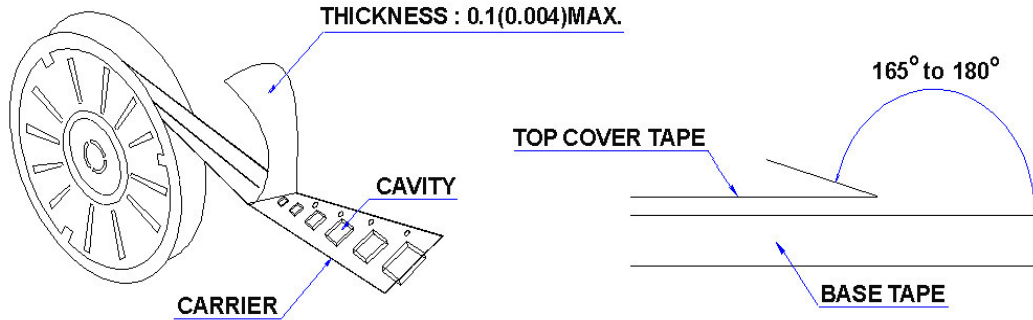 THICKNESS : 0.1(0.004)MAX.
165° to 180°
TOP COVER TAPE
CAVITY
CARRIER
BASE TAPE